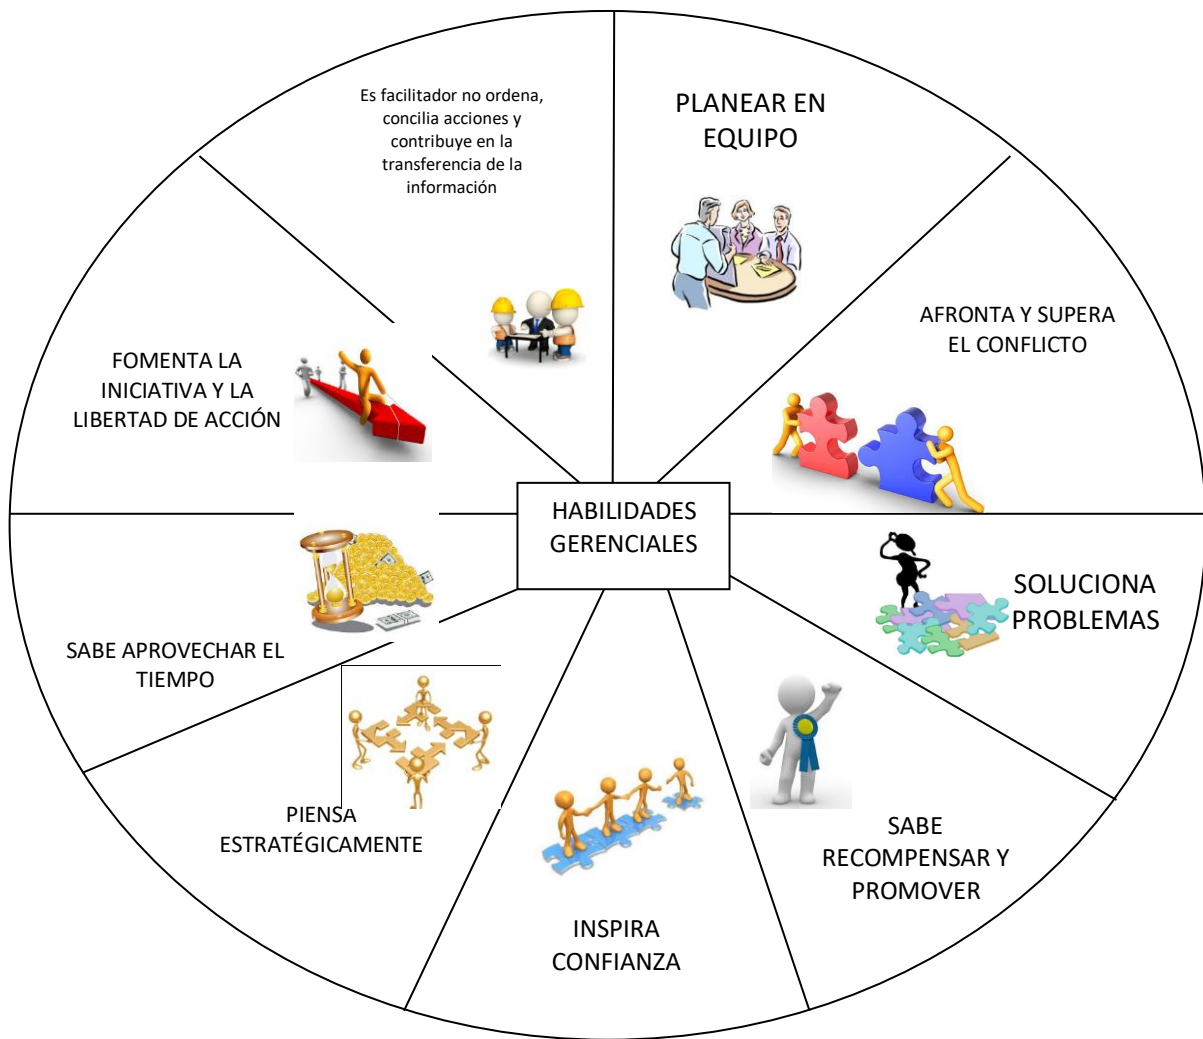 Es facilitador no ordena,
concilia acciones y
contribuye en la
transferencia de la
información
PLANEAR EN
EQUIPO
AFRONTA Y SUPERA
EL CONFLICTO
FOMENTA LA
INICIATIVA Y LA
LIBERTAD DE ACCIÓN
HABILIDADES
GERENCIALES
SOLUCIONA
PROBLEMAS
SABE APROVECHAR EL
TIEMPO
PIENSA
ESTRATÉGICAMENTE
SABE
RECOMPENSAR Y
PROMOVER
INSPIRA
CONFIANZA